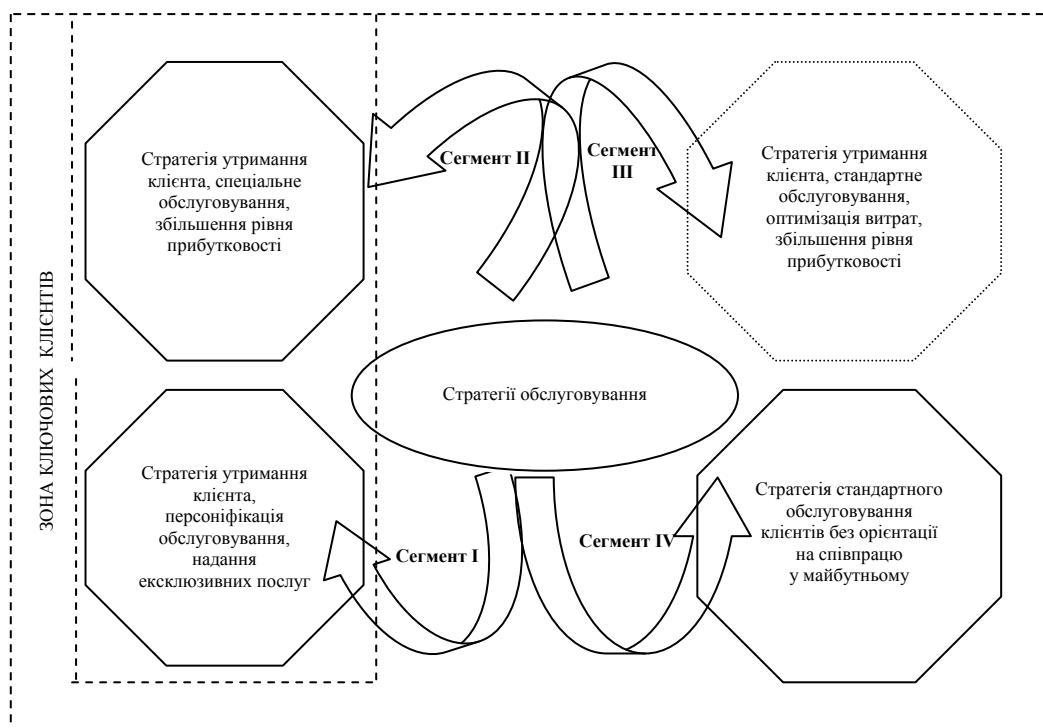 ЗОНА КЛЮЧОВИХ КЛІЄНТІВ
Стратегія утримання
клієнта, спеціальне
обслуговування,
збільшення рівня
прибутковості
Сегмент II
Сегмент
III
Стратегія утримання
клієнта, стандартне
обслуговування,
оптимізація витрат,
збільшення рівня
прибутковості
Стратегії обслуговування
Стратегія утримання
клієнта,
персоніфікація
обслуговування,
надання
ексклюзивних послуг
Сегмент I
Сегмент IV
Стратегія стандартного
обслуговування
клієнтів без орієнтації
на співпрацю
у майбутньому